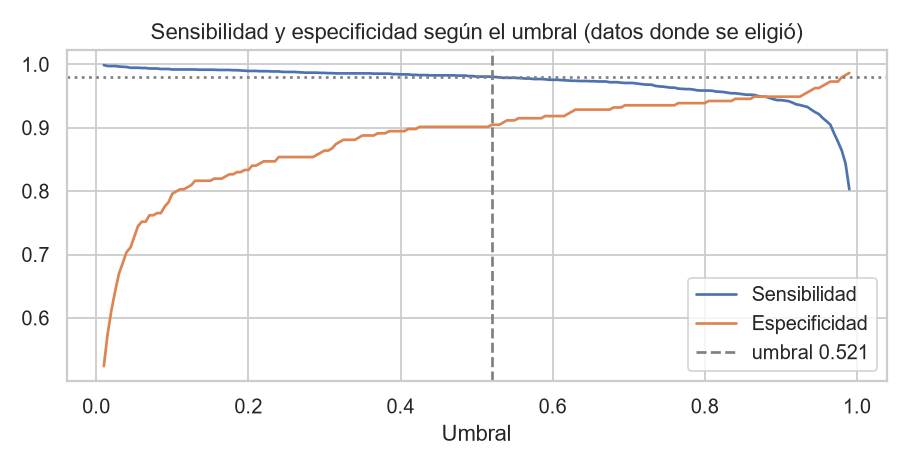 Sensibilidad y especificidad según el umbral (datos donde se eligió)
1.0
0.9
0.8
0.7
0.6
Sensibilidad
Especificidad
umbral 0.521
0.0 0.2 0.4 0.6 0.8 1.0
Umbral